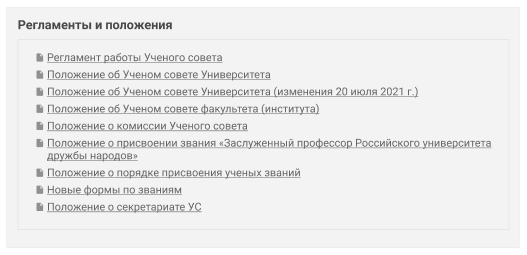 Регламенты и положения
Регламент работы Ученого совета
Положение об Ученом совете Университета
Положение об Ученом совете Университета (изменения 20 июля 2021 г.)
Положение об Ученом совете факультета (института)
Положение о комиссии Ученого совета
Положение о присвоении звания «Заслуженный профессор Российского университета
дружбы народов»
Положение о порядке присвоения ученых званий
Новые формы по званиям
Положение о секретариате УС